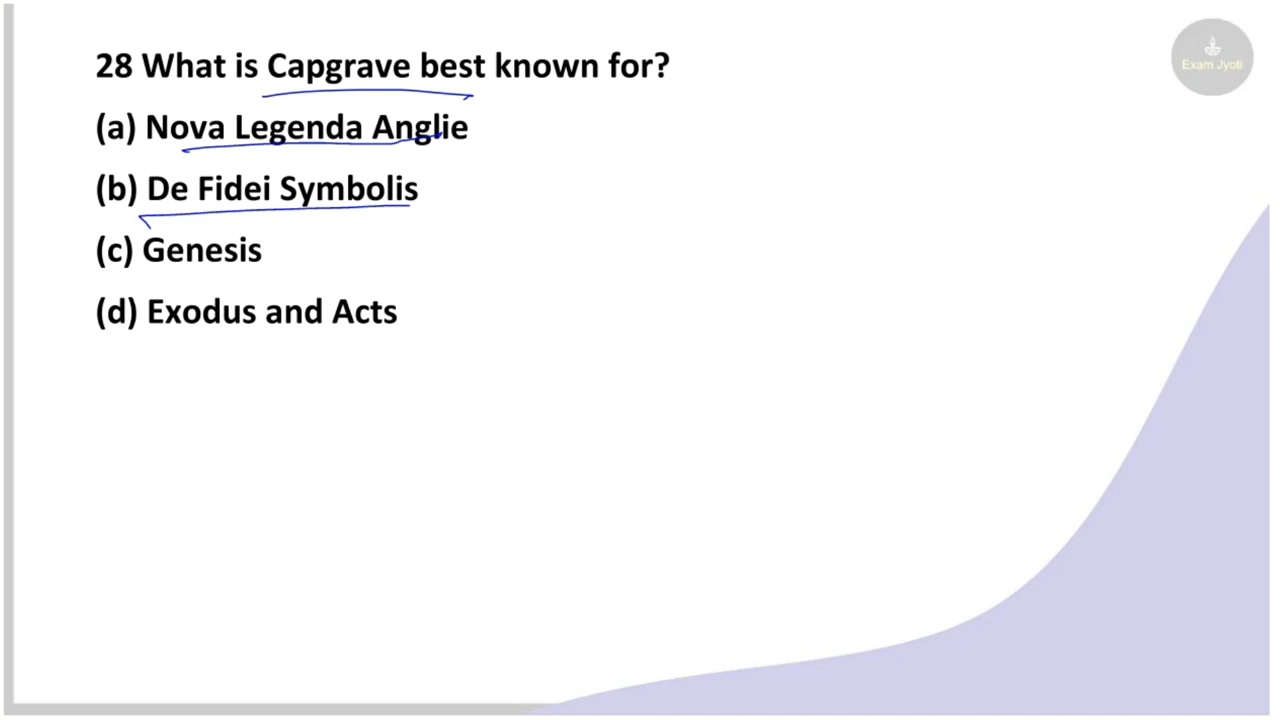 28 What is Capgrave best known for?
(a) Nova Legenda Anglie
(b) De Fidei Symbolis
(c) Genesis
(d) Exodus and Acts
Exam Jyoti